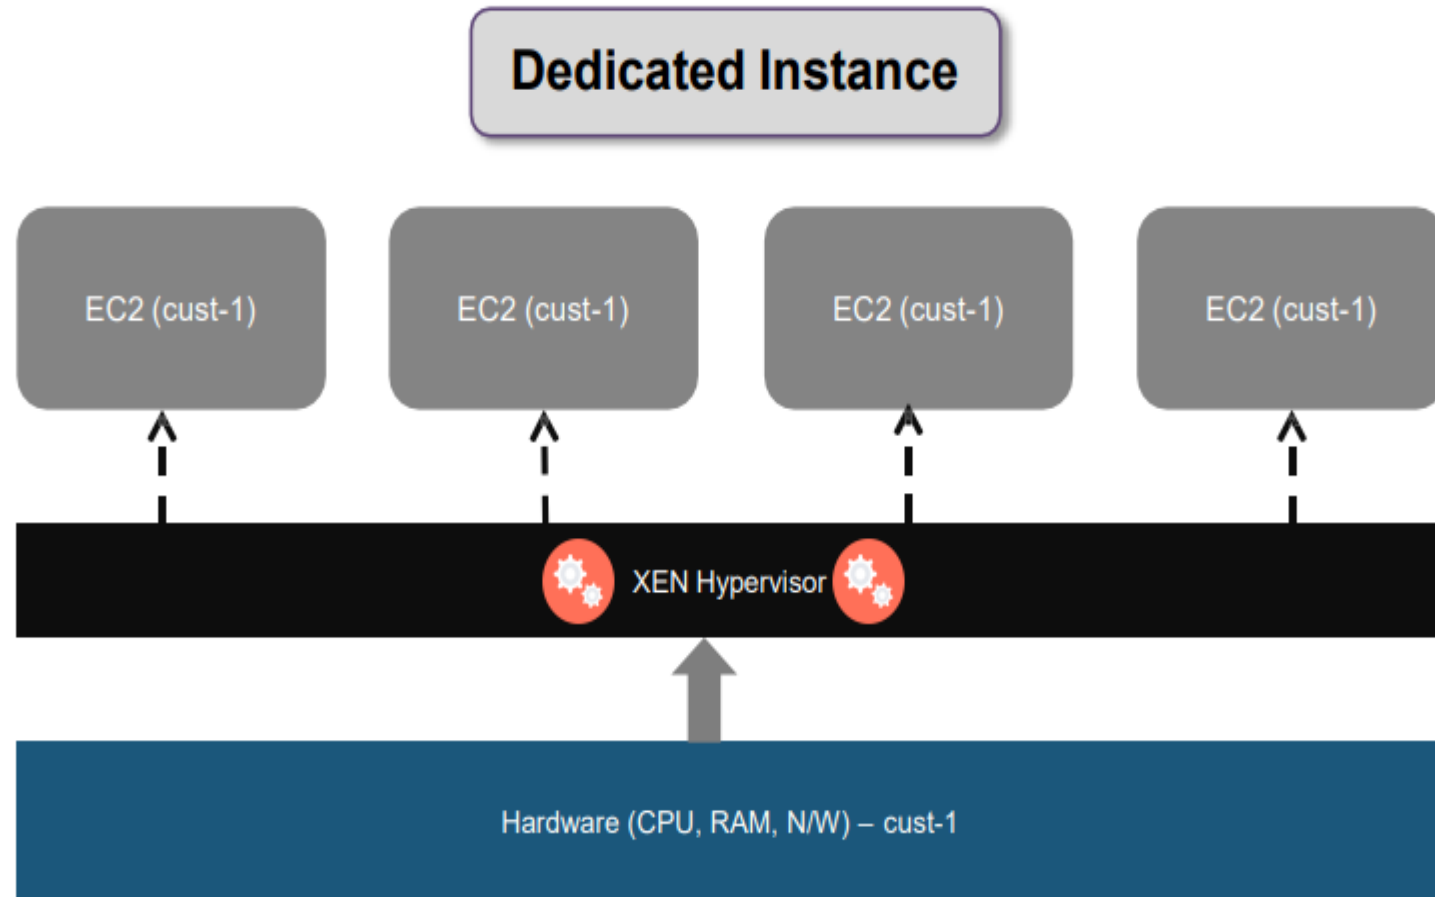 Dedicated Instance
EC2 (cust-1)
EC2 (cust-1)
EC2 (cust-1)
EC2 (cust-1)
XEN Hypervisor
Hardware (CPU, RAM, N/W) – cust-1